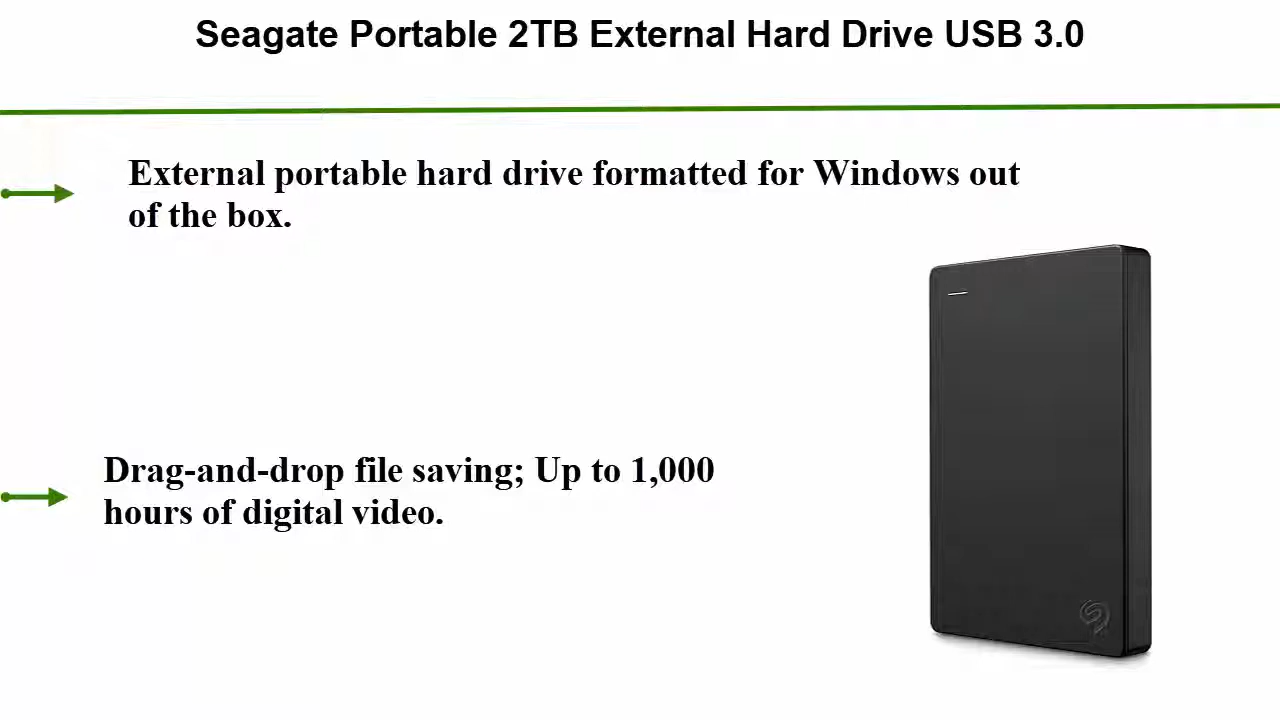 Seagate Portable 2TB External Hard Drive USB 3.0
External portable hard drive formatted for Windows out
of the box.
Drag-and-drop file saving; Up to 1,000
hours of digital video.